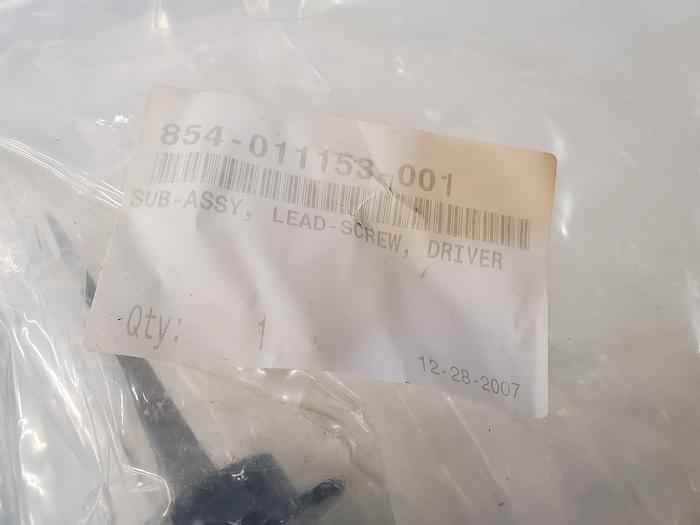 854-011153-001
SUB-ASSY, LEAD-SCREW, DRIVER
Qty: 1
12-28-2007